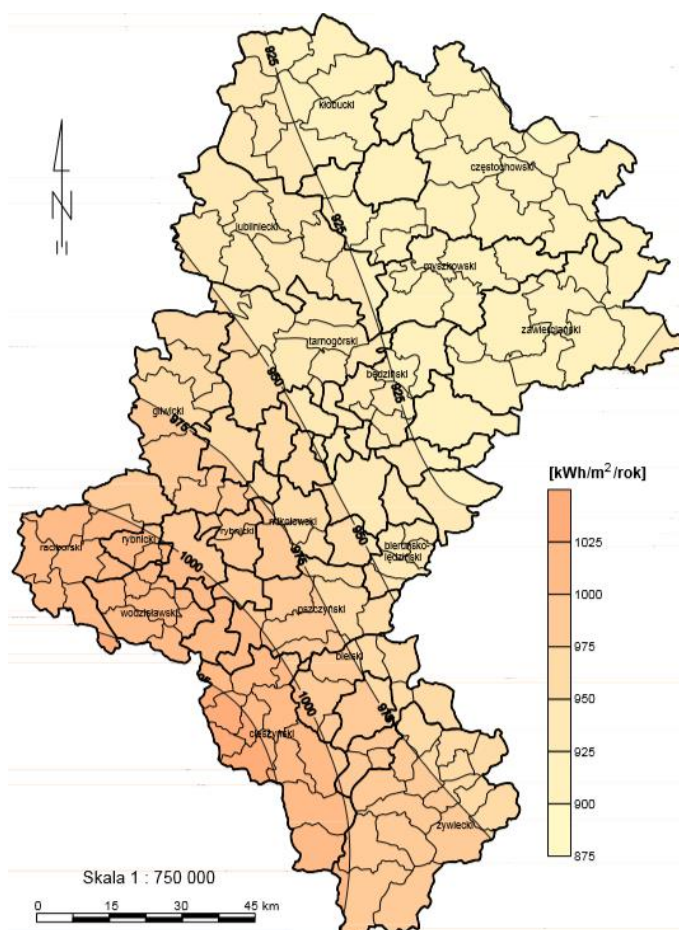 925
kłobucki
częstochowski
N
lubliniecki
925
myszkowski
zawierciański
tarnogórski
950
będziński
925
gliwicki
975
[kWh/m²/rok]
mikołowski
raciborski
rybnicki
rybnicki
975
950
bieruńsko-
lędziński
1025
1000
1000
wodzisławski
pszczyński
975
bielski
950
1000
975
cieszyński
925
900
żywiecki
875
Skala 1 : 750 000
0 15 30 45 km